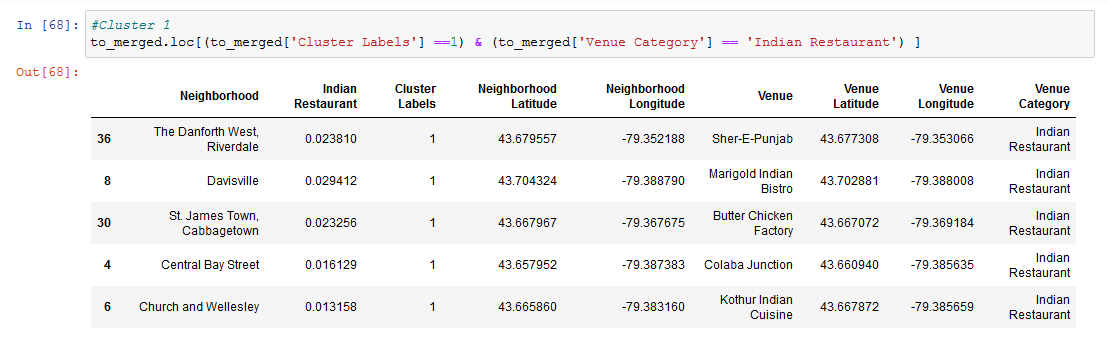 In [68]: #Cluster 1
to_merged.loc[(to_merged['Cluster Labels'] ==1) & (to_merged['Venue Category'] == 'Indian Restaurant') ]
Out[68]:
Neighborhood Indian Restaurant Cluster Labels Neighborhood Latitude Neighborhood Longitude Venue Venue Latitude Venue Longitude Venue Category
36 The Danforth West, Riverdale 0.023810 1 43.679557 -79.352188 Sher-E-Punjab 43.677308 -79.353066 Indian Restaurant
8 Davisville 0.029412 1 43.704324 -79.388790 Marigold Indian Bistro 43.702881 -79.388008 Indian Restaurant
30 St. James Town, Cabbagetown 0.023256 1 43.667967 -79.367675 Butter Chicken Factory 43.667072 -79.369184 Indian Restaurant
4 Central Bay Street 0.016129 1 43.657952 -79.387383 Colaba Junction 43.660940 -79.385635 Indian Restaurant
6 Church and Wellesley 0.013158 1 43.665860 -79.383160 Kothur Indian Cuisine 43.667872 -79.385659 Indian Restaurant